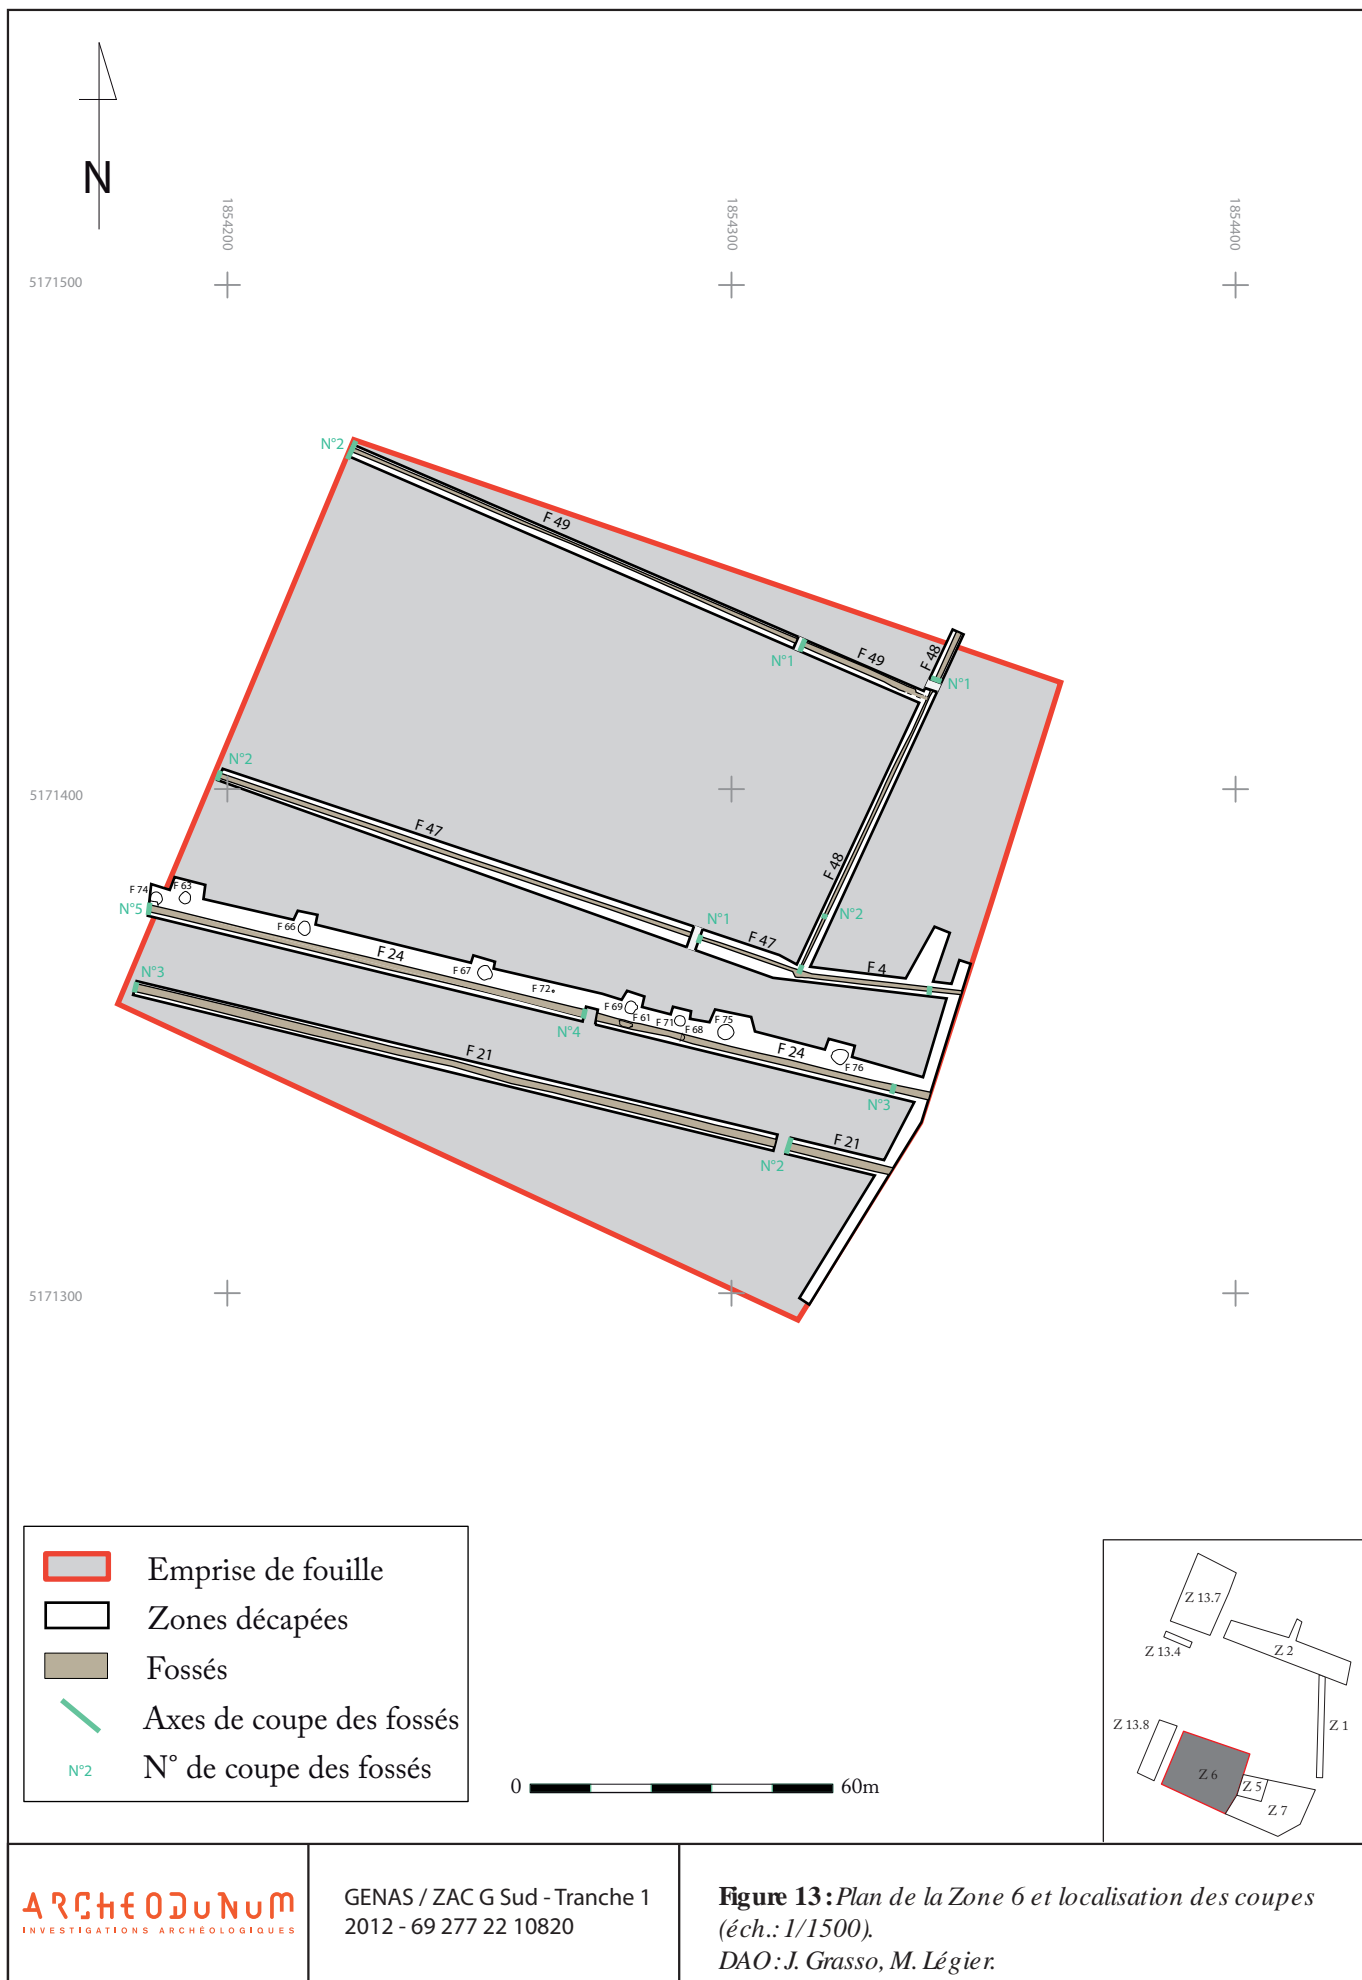 N
1854200
1854300
1854400
5171500
N°2
F 49
N°1
F 49
F 48
N°1
N°2
5171400
F 47
F 48
N°2
N°1
F 47
F 4
F 74
F 63
N°5
F 66
F 24
F 67
F 72
N°3
F 69
F 61
F 71
F 68
F 75
N°4
F 24
F 76
F 21
N°3
F 21
N°2
5171300
Emprise de fouille
Zones décapées
Fossés
Axes de coupe des fossés
N°2
N° de coupe des fossés
0
60m
Z 13.7
Z 13.4
Z 2
Z 13.8
Z 1
Z 6
Z 5
Z 7
ARCHEODUNUM
INVESTIGATIONS ARCHÉOLOGIQUES
GENAS / ZAC G Sud - Tranche 1
2012 - 69 277 22 10820
Figure 13 : Plan de la Zone 6 et localisation des coupes
(éch.: 1/1500).
DAO : J. Grasso, M. Légier.